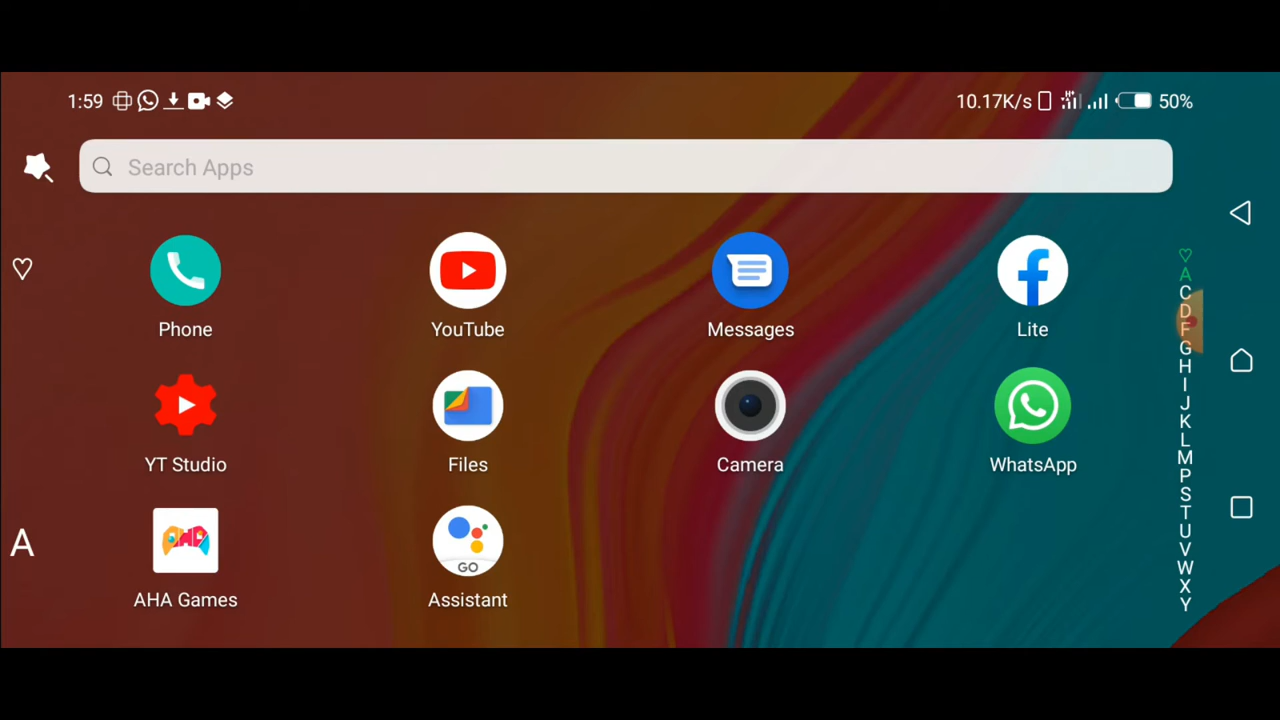 1:59
10.17K/s H+ 50%
Search Apps
Phone YouTube Messages Lite
YT Studio Files Camera WhatsApp
GO
A AHA Games Assistant
A
C
D
F
G
H
I
J
K
L
M
P
S
T
U
V
W
X
Y